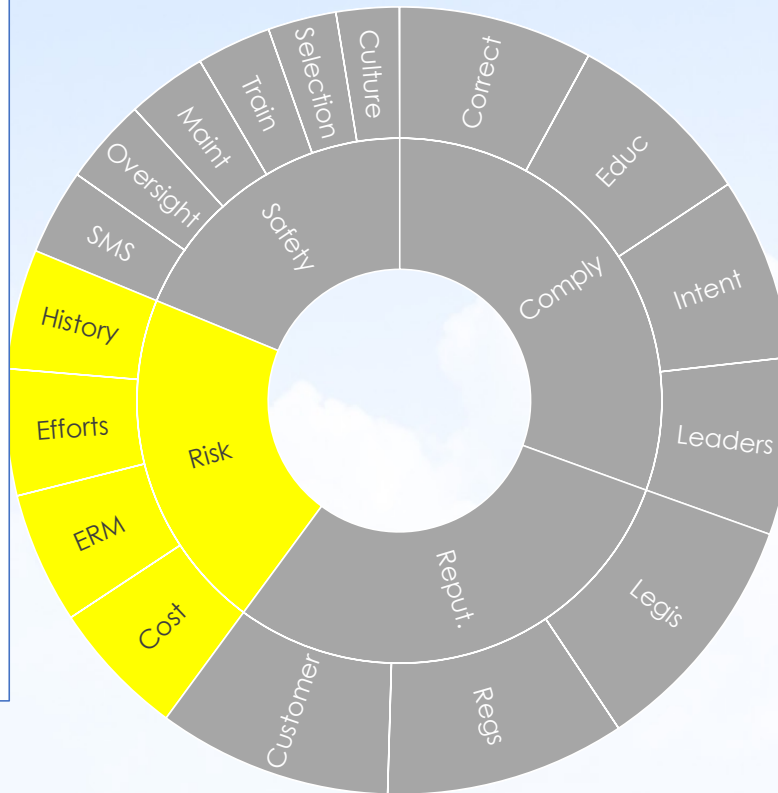 Culture
Selection
Train
Maint
Oversight
SMS
Safety
Correct
Educ
Intent
Leaders
Comply
History
Efforts
ERM
Cost
Risk
Reput.
Legis
Regs
Customer